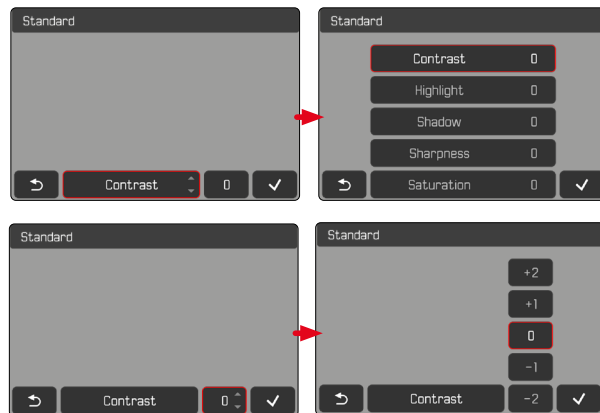 Standard
Contrast 0
Standard
Contrast 0
Highlight 0
Shadow 0
Sharpness 0
Saturation 0
Standard
Contrast 0
Standard
+2
+1
0
-1
Contrast -2